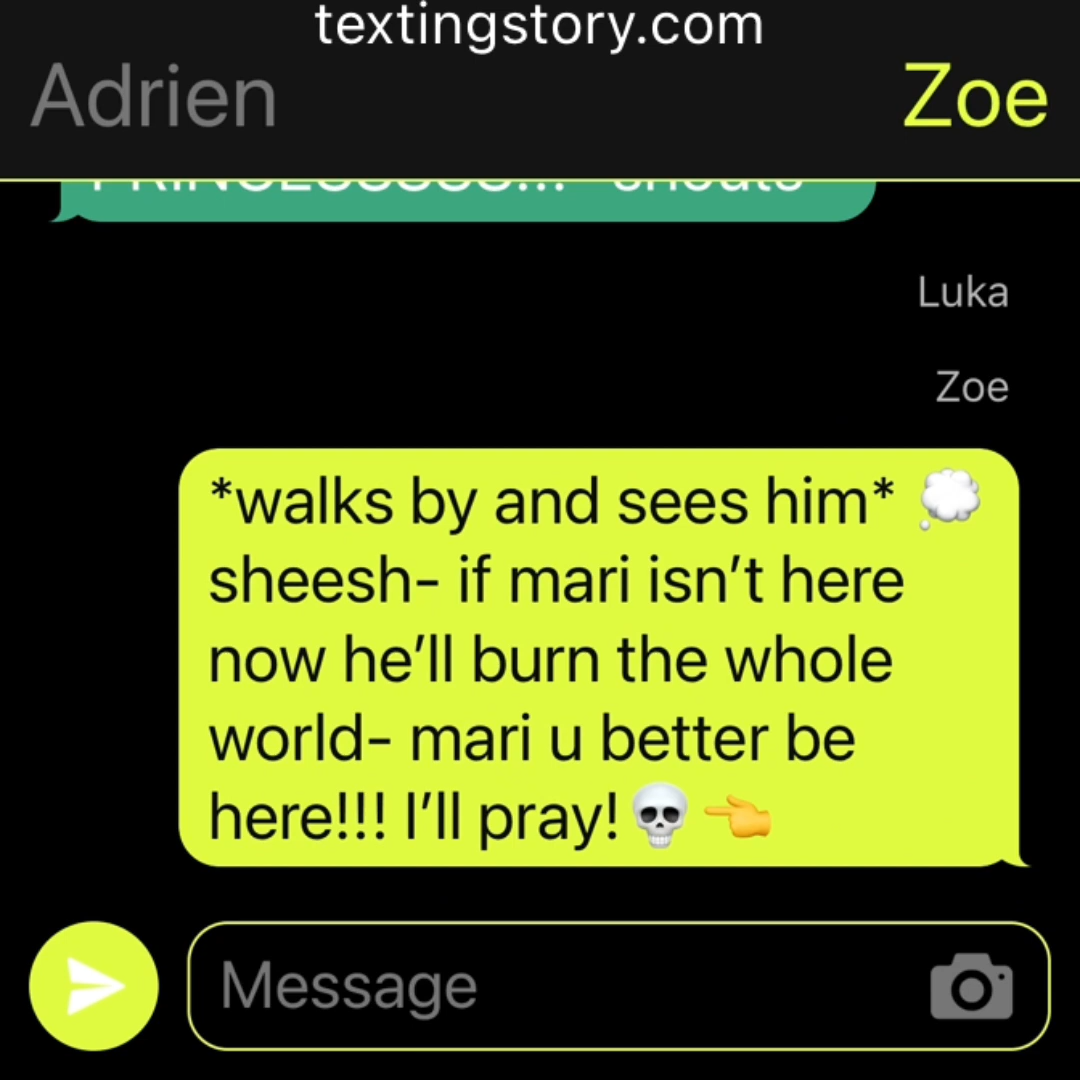 textingstory.com
Adrien Zoe
Luka
Zoe
*walks by and sees him* 💭
sheesh- if mari isn’t here
now he’ll burn the whole
world- mari u better be
here!!! I’ll pray!💀👈
Message